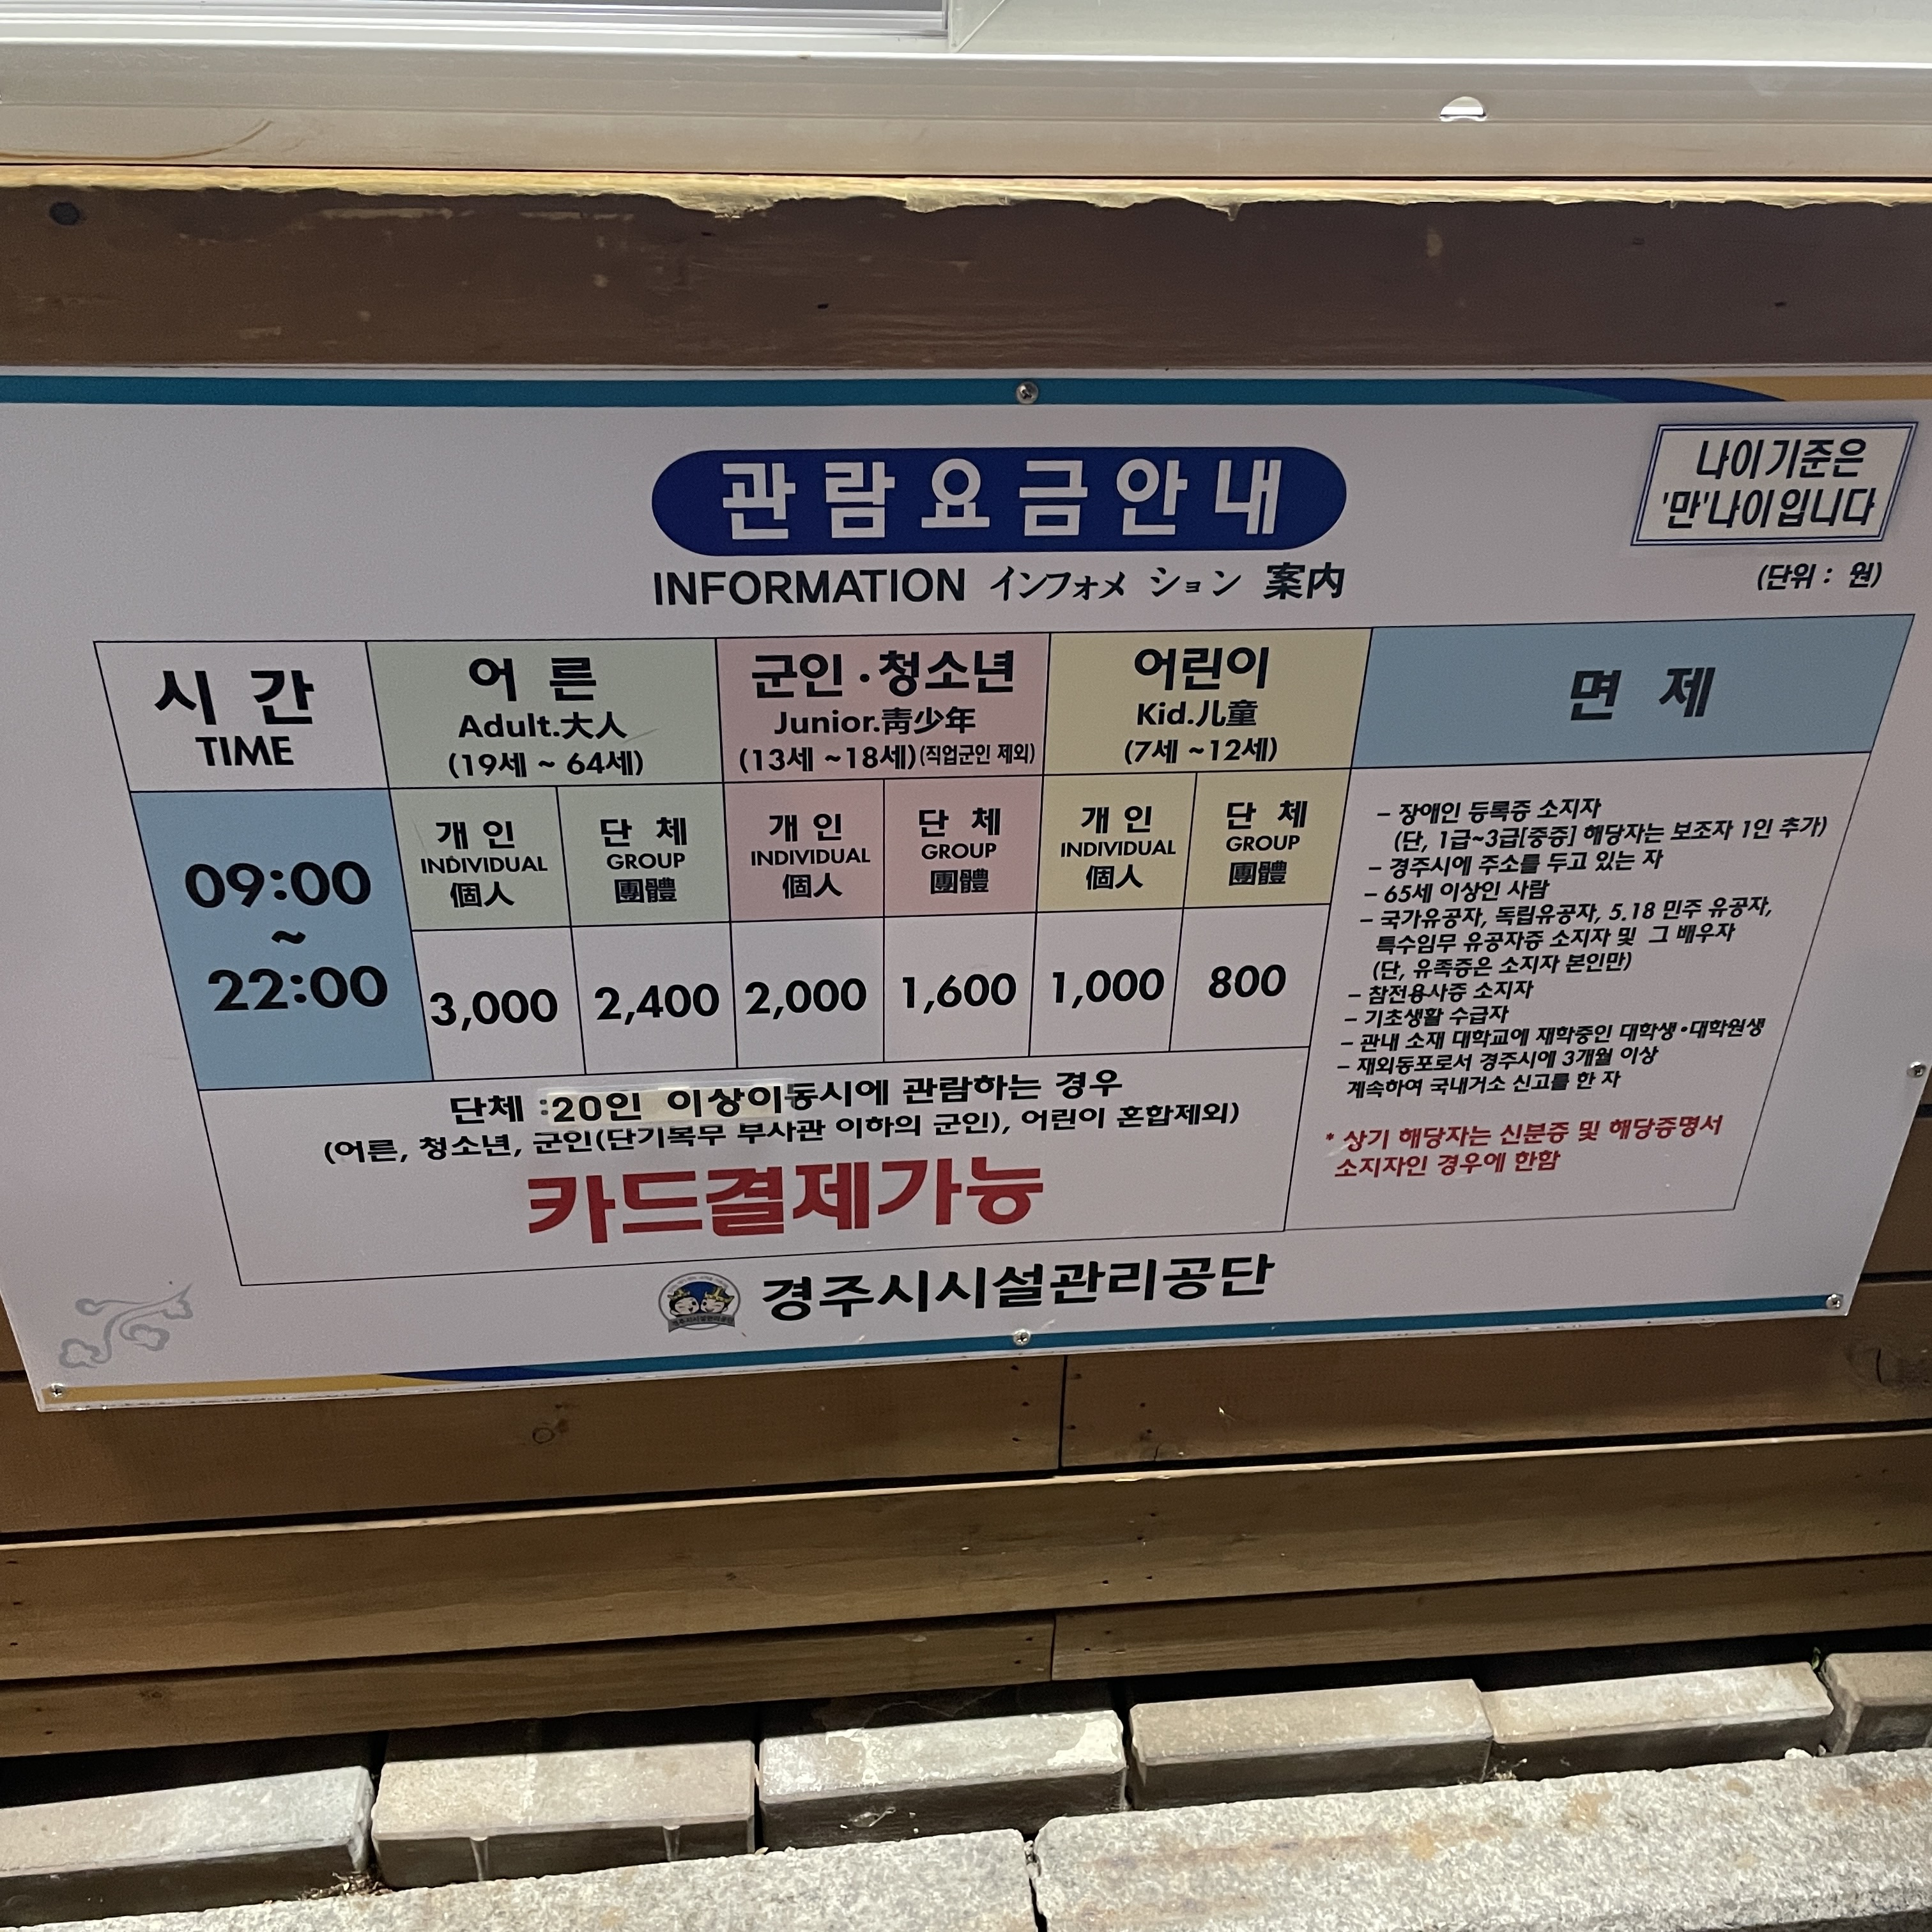 관람요금안내
INFORMATION インフォメ ション 案内
나이기준은
'만'나이입니다
(단위 : 원)
시 간
TIME
어 른
Adult.大人
(19세 ~ 64세)
군인·청소년
Junior.靑少年
(13세 ~18세)(직업군인 제외)
어린이
Kid.儿童
(7세 ~12세)
면 제
09:00
~
22:00
개 인
INDIVIDUAL
個人
단 체
GROUP
團體
개 인
INDIVIDUAL
個人
단 체
GROUP
團體
개 인
INDIVIDUAL
個人
단 체
GROUP
團體
3,000 2,400 2,000 1,600 1,000 800
- 장애인 등록증 소지자
(단, 1급~3급[중증] 해당자는 보조자 1인 추가)
- 경주시에 주소를 두고 있는 자
- 65세 이상인 사람
- 국가유공자, 독립유공자, 5.18 민주 유공자,
특수임무 유공자증 소지자 및 그 배우자
(단, 유족증은 소지자 본인만)
- 참전용사증 소지자
- 기초생활 수급자
- 관내 소재 대학교에 재학중인 대학생•대학원생
- 재외동포로서 경주시에 3개월 이상
계속하여 국내거소 신고를 한 자
* 상기 해당자는 신분증 및 해당증명서
소지자인 경우에 한함
단체 :20인 이상이동시에 관람하는 경우
(어른, 청소년, 군인(단기복무 부사관 이하의 군인), 어린이 혼합제외)
카드결제가능
경주시시설관리공단